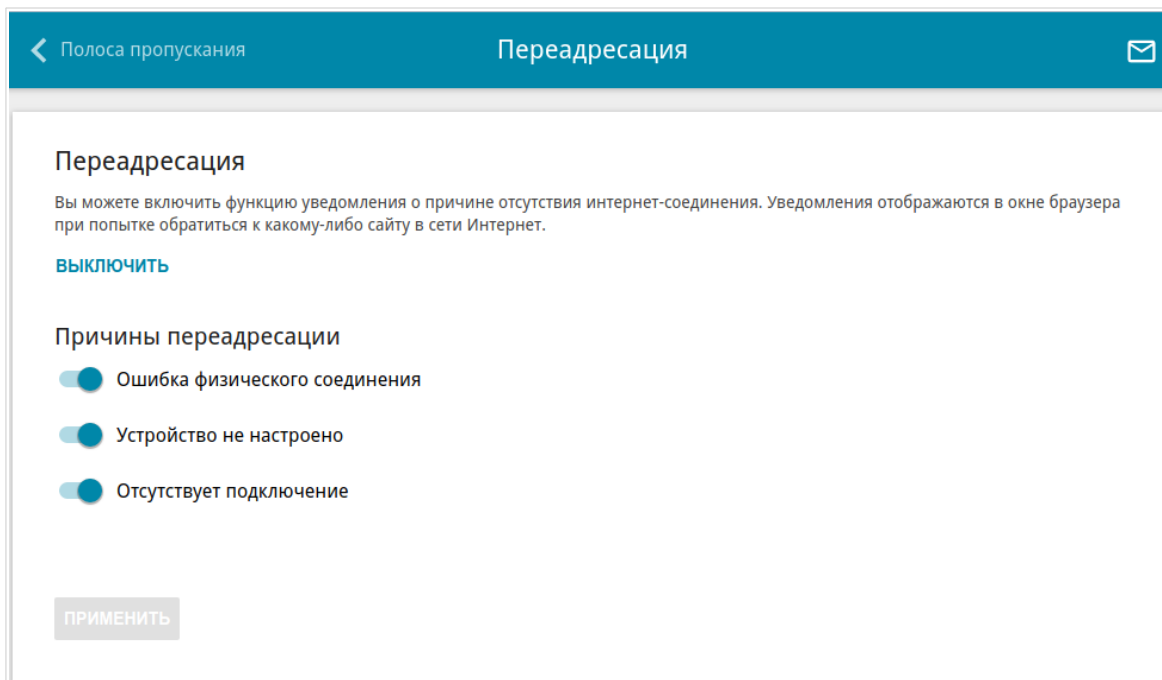 Полоса пропускания
Переадресация
Переадресация
Вы можете включить функцию уведомления о причине отсутствия интернет-соединения. Уведомления отображаются в окне браузера
при попытке обратиться к какому-либо сайту в сети Интернет.
ВЫКЛЮЧИТЬ
Причины переадресации
Ошибка физического соединения
Устройство не настроено
Отсутствует подключение
ПРИМЕНИТЬ